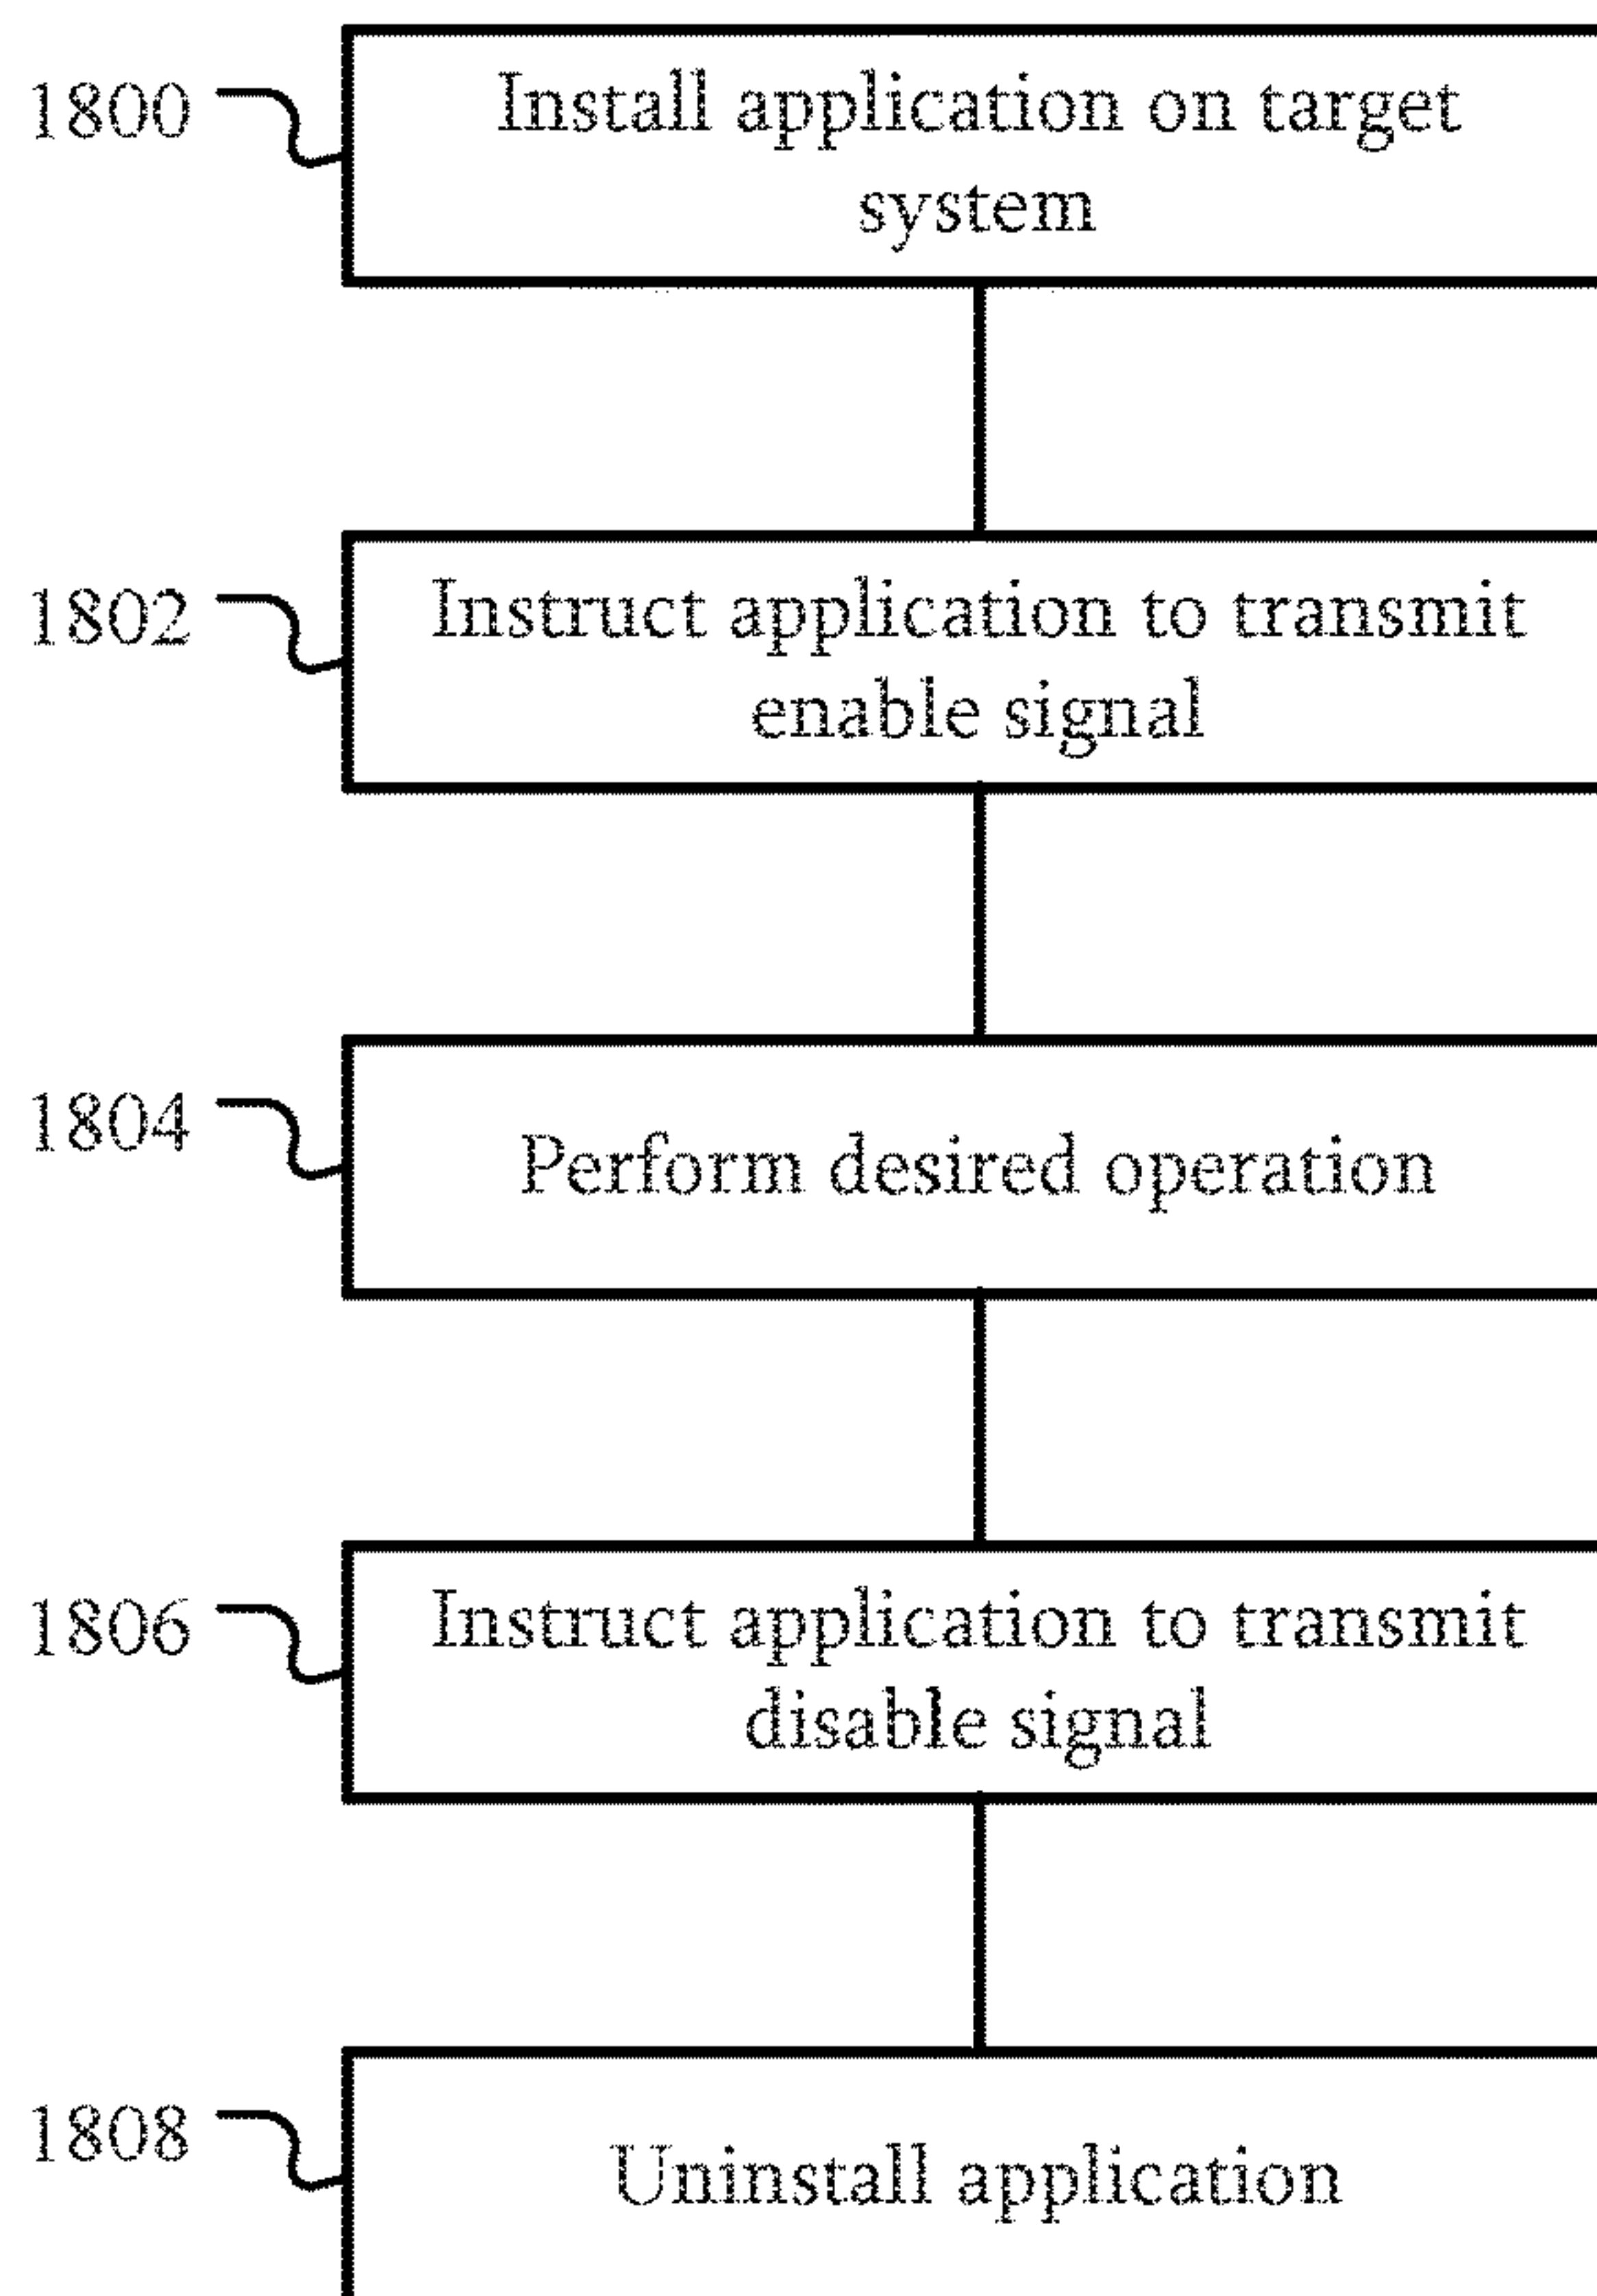 1800
Install application on target
system
1802
Instruct application to transmit
enable signal
1804
Perform desired operation
1806
Instruct application to transmit
disable signal
1808
Uninstall application